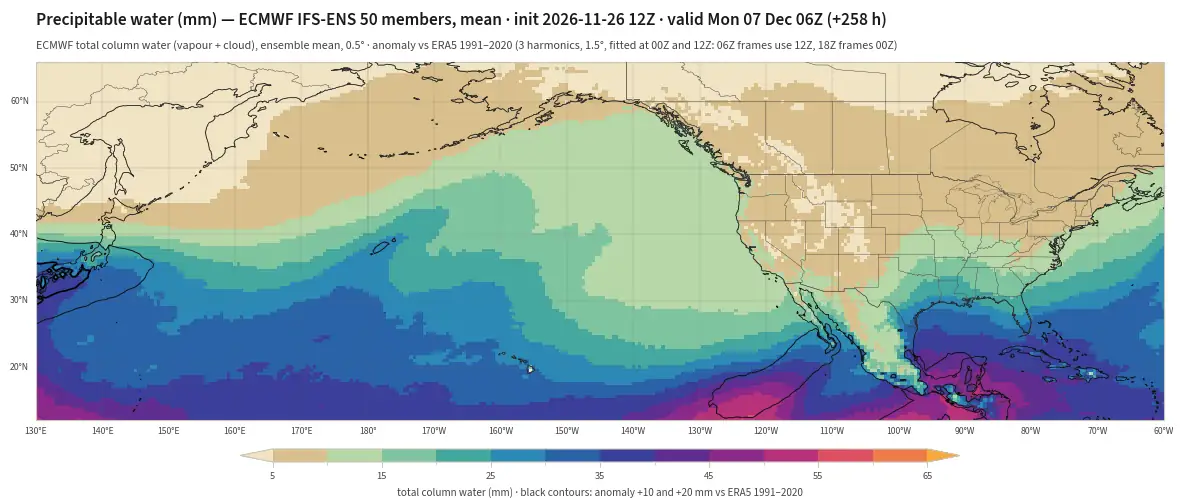 Precipitable water (mm) — ECMWF IFS-ENS 50 members, mean · init 2026-11-26 12Z · valid Mon 07 Dec 06Z (+258 h)
ECMWF total column water (vapour + cloud), ensemble mean, 0.5° · anomaly vs ERA5 1991–2020 (3 harmonics, 1.5°, fitted at 00Z and 12Z: 06Z frames use 12Z, 18Z frames 00Z)
60°N
50°N
40°N
30°N
20°N
130°E 140°E 150°E 160°E 170°E 180° 170°W 160°W 150°W 140°W 130°W 120°W 110°W 100°W 90°W 80°W 70°W 60°W
5 15 25 35 45 55 65
total column water (mm) · black contours: anomaly +10 and +20 mm vs ERA5 1991–2020